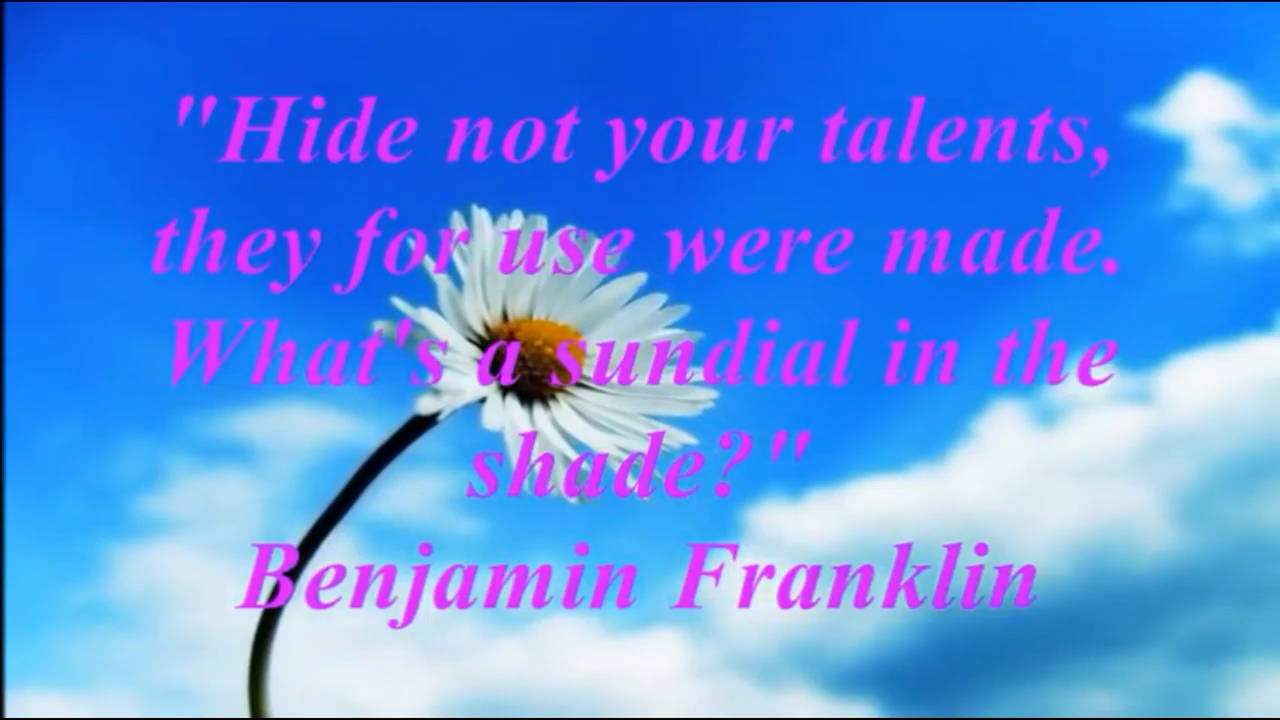 "Hide not your talents,
they for use were made.
What's a sundial in the
shade?"
Benjamin Franklin